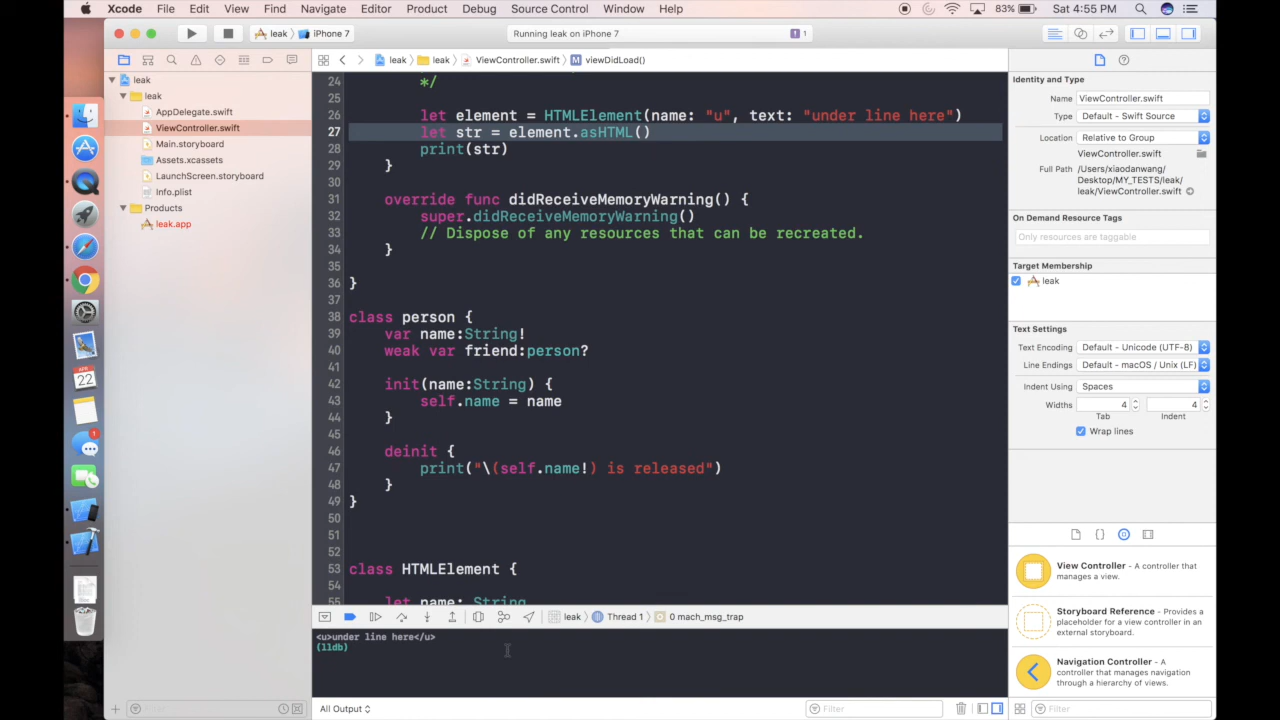 Xcode File Edit View Find Navigate Editor Product Debug Source Control Window Help 83% Sat 4:55 PM
leak iPhone 7 Running leak on iPhone 7 1
leak leak ViewController.swift M viewDidLoad()
leak
leak
AppDelegate.swift
ViewController.swift
Main.storyboard
Assets.xcassets
LaunchScreen.storyboard
Info.plist
Products
leak.app
APR
22
1
24 */
25
26 let element = HTMLElement(name: "u", text: "under line here")
27 let str = element.asHTML()
28 print(str)
29 }
30
31 override func didReceiveMemoryWarning() {
32 super.didReceiveMemoryWarning()
33 // Dispose of any resources that can be recreated.
34 }
35
36 }
37
38 class person {
39 var name:String!
40 weak var friend:person?
41
42 init(name:String) {
43 self.name = name
44 }
45
46 deinit {
47 print("\(self.name!) is released")
48 }
49 }
50
51
52
53 class HTMLElement {
54
55 let name: String
leak Thread 1 0 mach_msg_trap
<u>under line here</u>
(lldb)
All Output Filter
Filter
Identity and Type
Name ViewController.swift
Type Default - Swift Source
Location Relative to Group
ViewController.swift
Full Path /Users/xiaodanwang/
Desktop/MY_TESTS/leak/
leak/ViewController.swift
On Demand Resource Tags
Only resources are taggable
Target Membership
leak
Text Settings
Text Encoding Default - Unicode (UTF-8)
Line Endings Default - macOS / Unix (LF)
Indent Using Spaces
Widths 4 4
Tab Indent
Wrap lines
{ }
View Controller - A controller that
manages a view.
Storyboard Reference - Provides a
placeholder for a view controller in an
external storyboard.
Navigation Controller - A
controller that manages navigation
through a hierarchy of views.
Filter